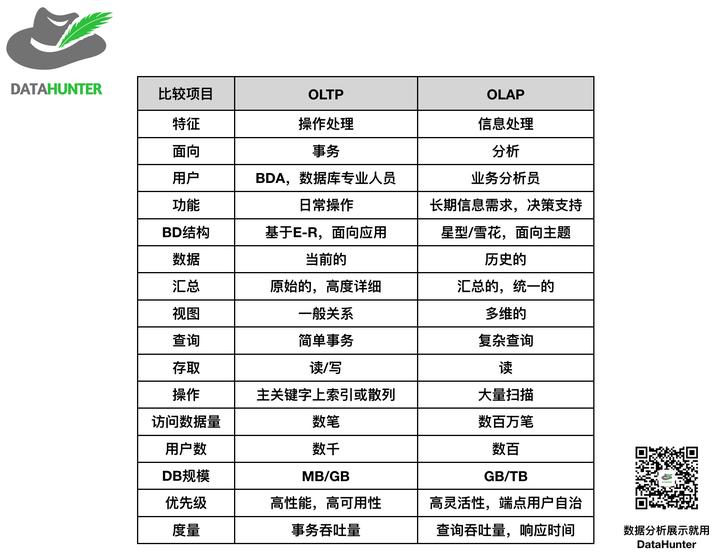 DATAHUNTER
比较项目 OLTP OLAP
特征 操作处理 信息处理
面向 事务 分析
用户 BDA，数据库专业人员 业务分析员
功能 日常操作 长期信息需求，决策支持
BD结构 基于E-R，面向应用 星型/雪花，面向主题
数据 当前的 历史的
汇总 原始的，高度详细 汇总的，统一的
视图 一般关系 多维的
查询 简单事务 复杂查询
存取 读/写 读
操作 主关键字上索引或散列 大量扫描
访问数据量 数笔 数百万笔
用户数 数千 数百
DB规模 MB/GB GB/TB
优先级 高性能，高可用性 高灵活性，端点用户自治
度量 事务吞吐量 查询吞吐量，响应时间
数据分析展示就用
DataHunter